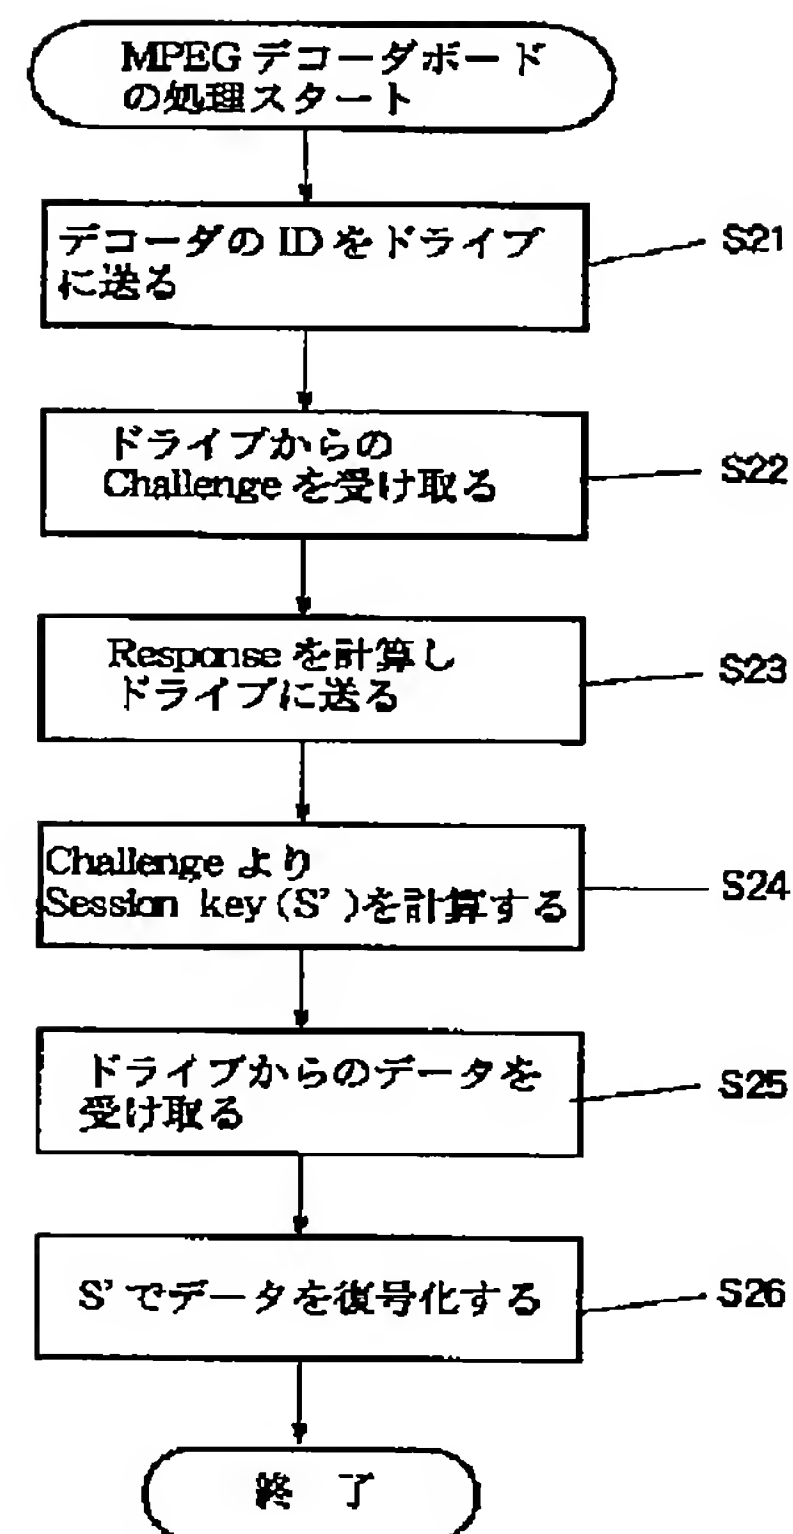 MPEG デコーダボード
の処理スタート
デコーダの ID をドライブ
に送る
S21
ドライブからの
Challenge を受け取る
S22
Response を計算し
ドライブに送る
S23
Challenge より
Session key (S' )を計算する
S24
ドライブからのデータを
受け取る
S25
S' でデータを復号化する
S26
終 了